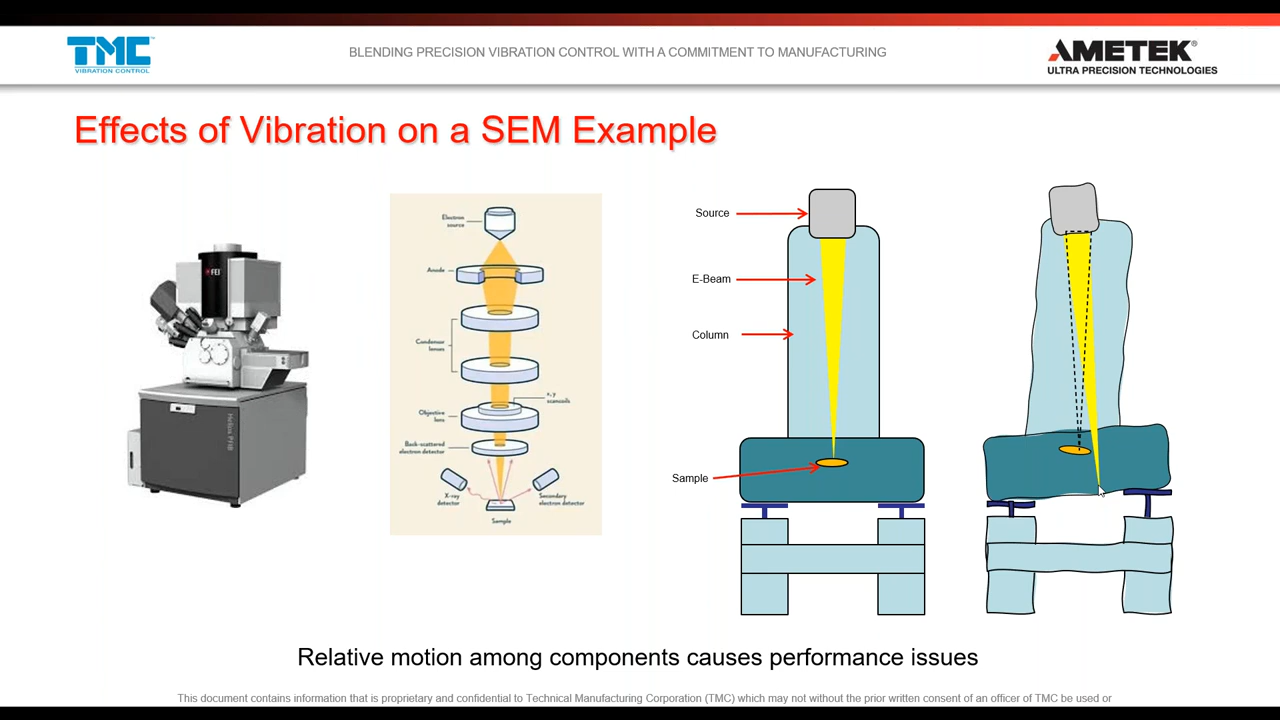 TMC
VIBRATION CONTROL
BLENDING PRECISION VIBRATION CONTROL WITH A COMMITMENT TO MANUFACTURING
AMETEK®
ULTRA PRECISION TECHNOLOGIES
Effects of Vibration on a SEM Example
FEI
Helios PFIB
Electron
source
Anode
Condensor
lenses
x, y
scancoils
Objective
lens
Back-scattered
electron detector
X-ray
detector
Secondary
electron detector
Sample
Source
E-Beam
Column
Sample
Relative motion among components causes performance issues
This document contains information that is proprietary and confidential to Technical Manufacturing Corporation (TMC) which may not without the prior written consent of an officer of TMC be used or